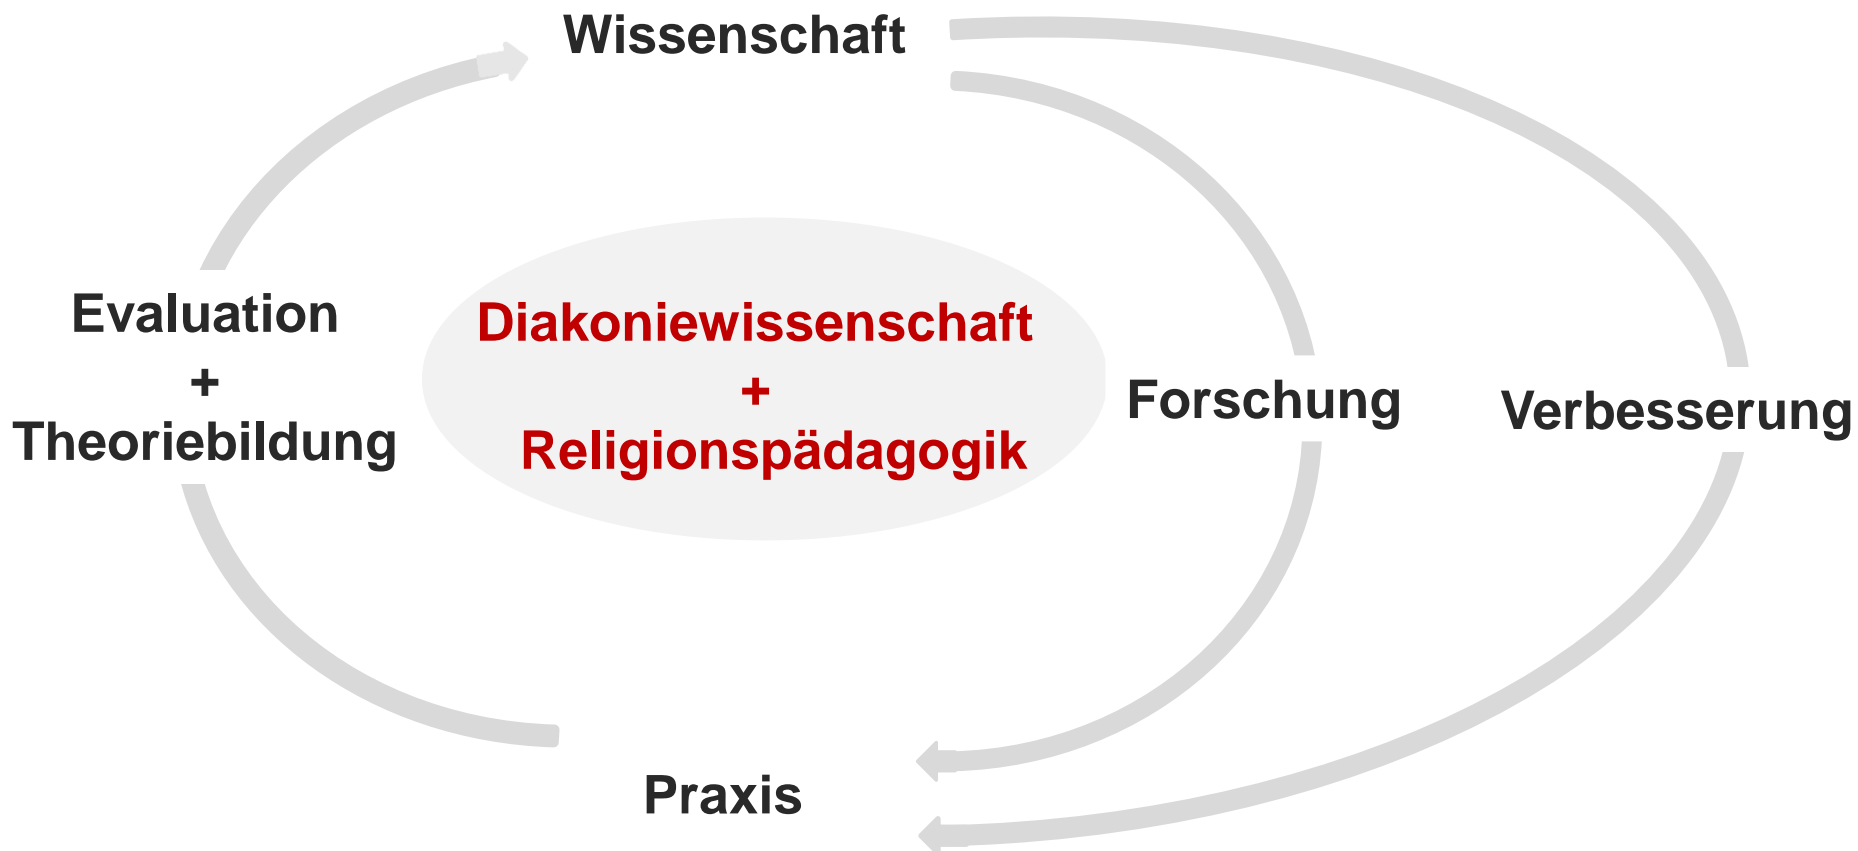 Wissenschaft
Evaluation
+
Theoriebildung
Diakoniewissenschaft
+
Religionspädagogik
Forschung
Verbesserung
Praxis